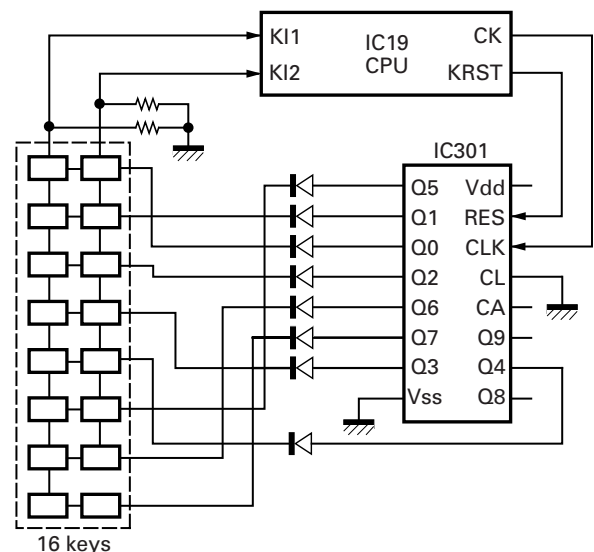 KI1
IC19
CK
KI2
CPU
KRST
IC301
Q5
Vdd
Q1
RES
Q0
CLK
Q2
CL
Q6
CA
Q7
Q9
Q3
Q4
Vss
Q8
16 keys